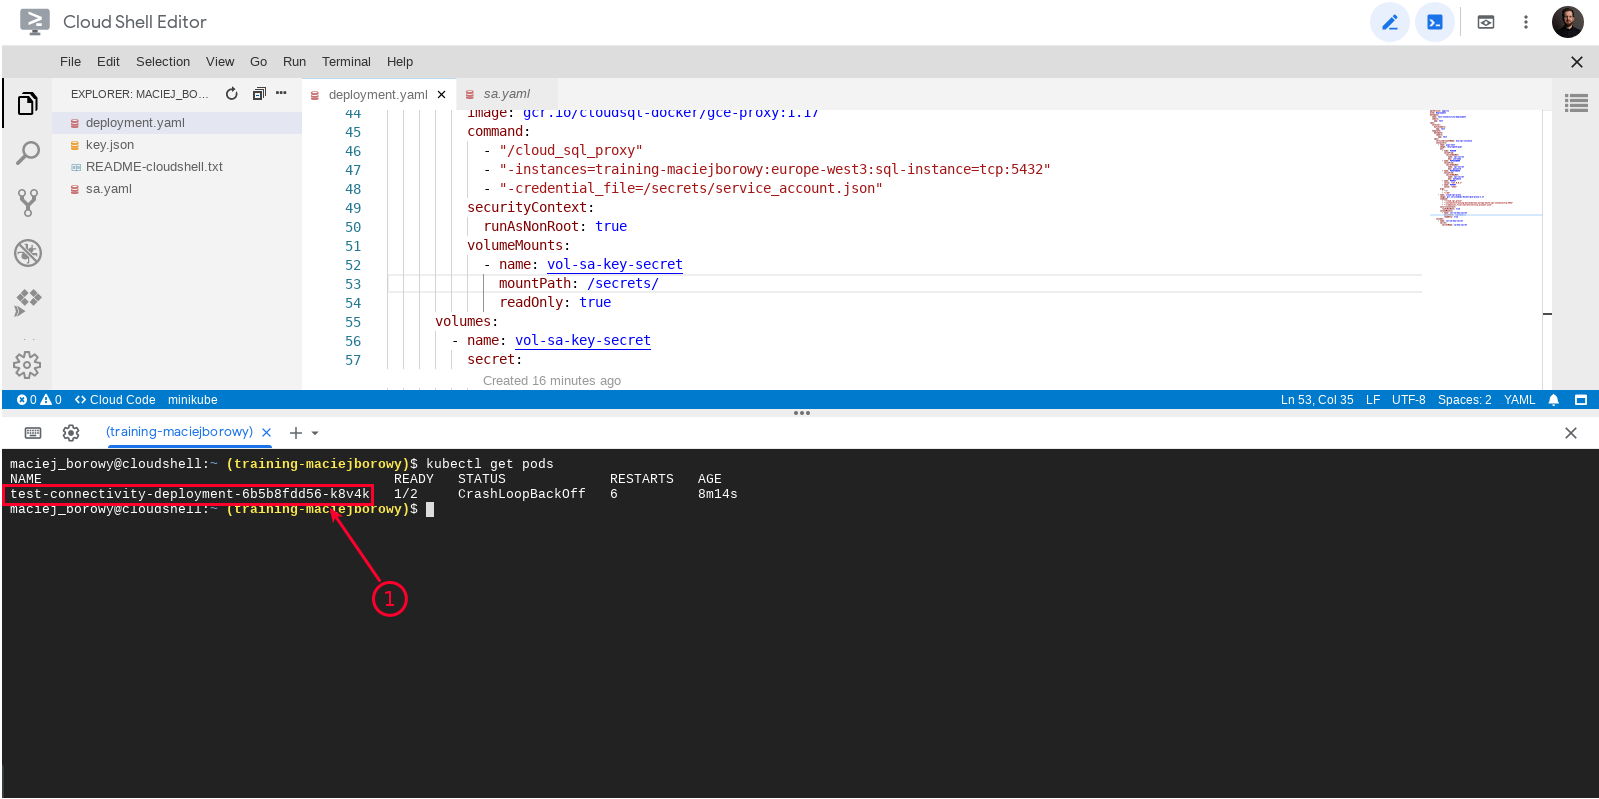 Cloud Shell Editor
File Edit Selection View Go Run Terminal Help
EXPLORER: MACIEJ_BO...
deployment.yaml
key.json
README-cloudshell.txt
sa.yaml
deployment.yaml
sa.yaml
44 image: gcr.io/cloudsql-docker/gce-proxy:1.17
45 command:
46 - "/cloud_sql_proxy"
47 - "-instances=training-maciejborowy:europe-west3:sql-instance=tcp:5432"
48 - "-credential_file=/secrets/service_account.json"
49 securityContext:
50 runAsNonRoot: true
51 volumeMounts:
52 - name: vol-sa-key-secret
53 mountPath: /secrets/
54 readOnly: true
55 volumes:
56 - name: vol-sa-key-secret
57 secret:
Created 16 minutes ago
0 0 Cloud Code minikube Ln 53, Col 35 LF UTF-8 Spaces: 2 YAML
(training-maciejborowy)
maciej_borowy@cloudshell:~ (training-maciejborowy)$ kubectl get pods
NAME READY STATUS RESTARTS AGE
test-connectivity-deployment-6b5b8fdd56-k8v4k 1/2 CrashLoopBackOff 6 8m14s
maciej_borowy@cloudshell:~ (training-maciejborowy)$
1